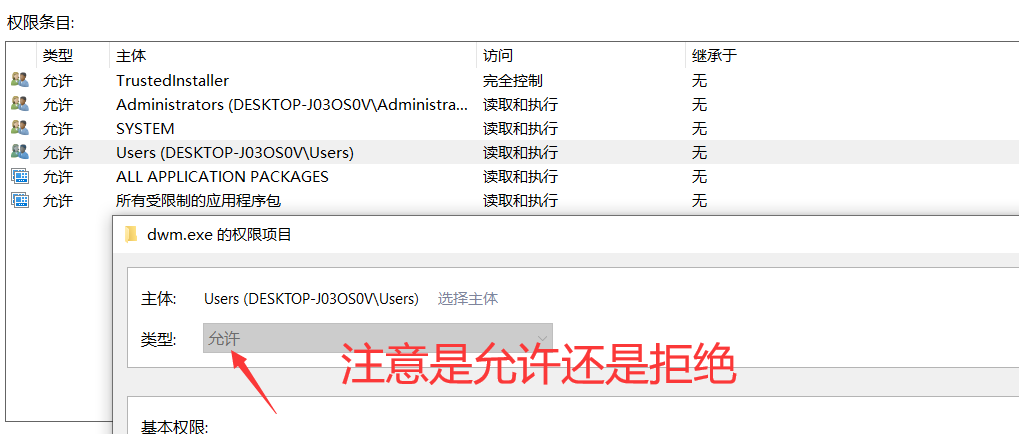 权限条目:
类型 主体 访问 继承于
允许 TrustedInstaller 完全控制 无
允许 Administrators (DESKTOP-J03OS0V\Administra... 读取和执行 无
允许 SYSTEM 读取和执行 无
允许 Users (DESKTOP-J03OS0V\Users) 读取和执行 无
允许 ALL APPLICATION PACKAGES 读取和执行 无
允许 所有受限制的应用程序包 读取和执行 无
dwm.exe 的权限项目
主体: Users (DESKTOP-J03OS0V\Users) 选择主体
类型: 允许
注意是允许还是拒绝
基本权限: